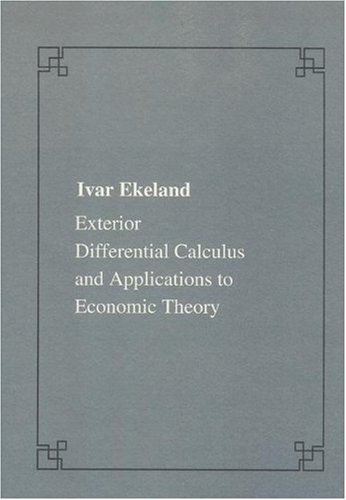 Ivar Ekeland
Exterior
Differential Calculus
and Applications to
Economic Theory